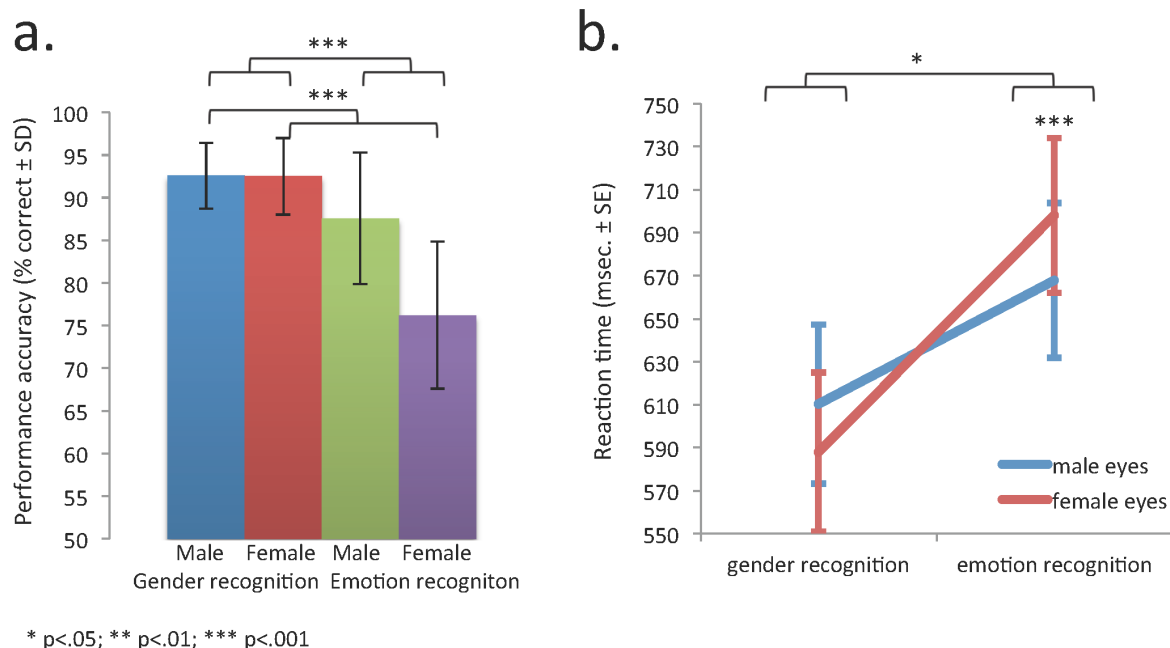 a.
***
***
100
95
90
85
80
75
70
65
60
55
50
Performance accuracy (% correct ± SD)
Male Female Male Female
Gender recognition Emotion recogniton
b.
*
***
750
730
710
690
670
650
630
610
590
570
550
Reaction time (msec. ± SE)
male eyes
female eyes
gender recognition emotion recognition
* p<.05; ** p<.01; *** p<.001